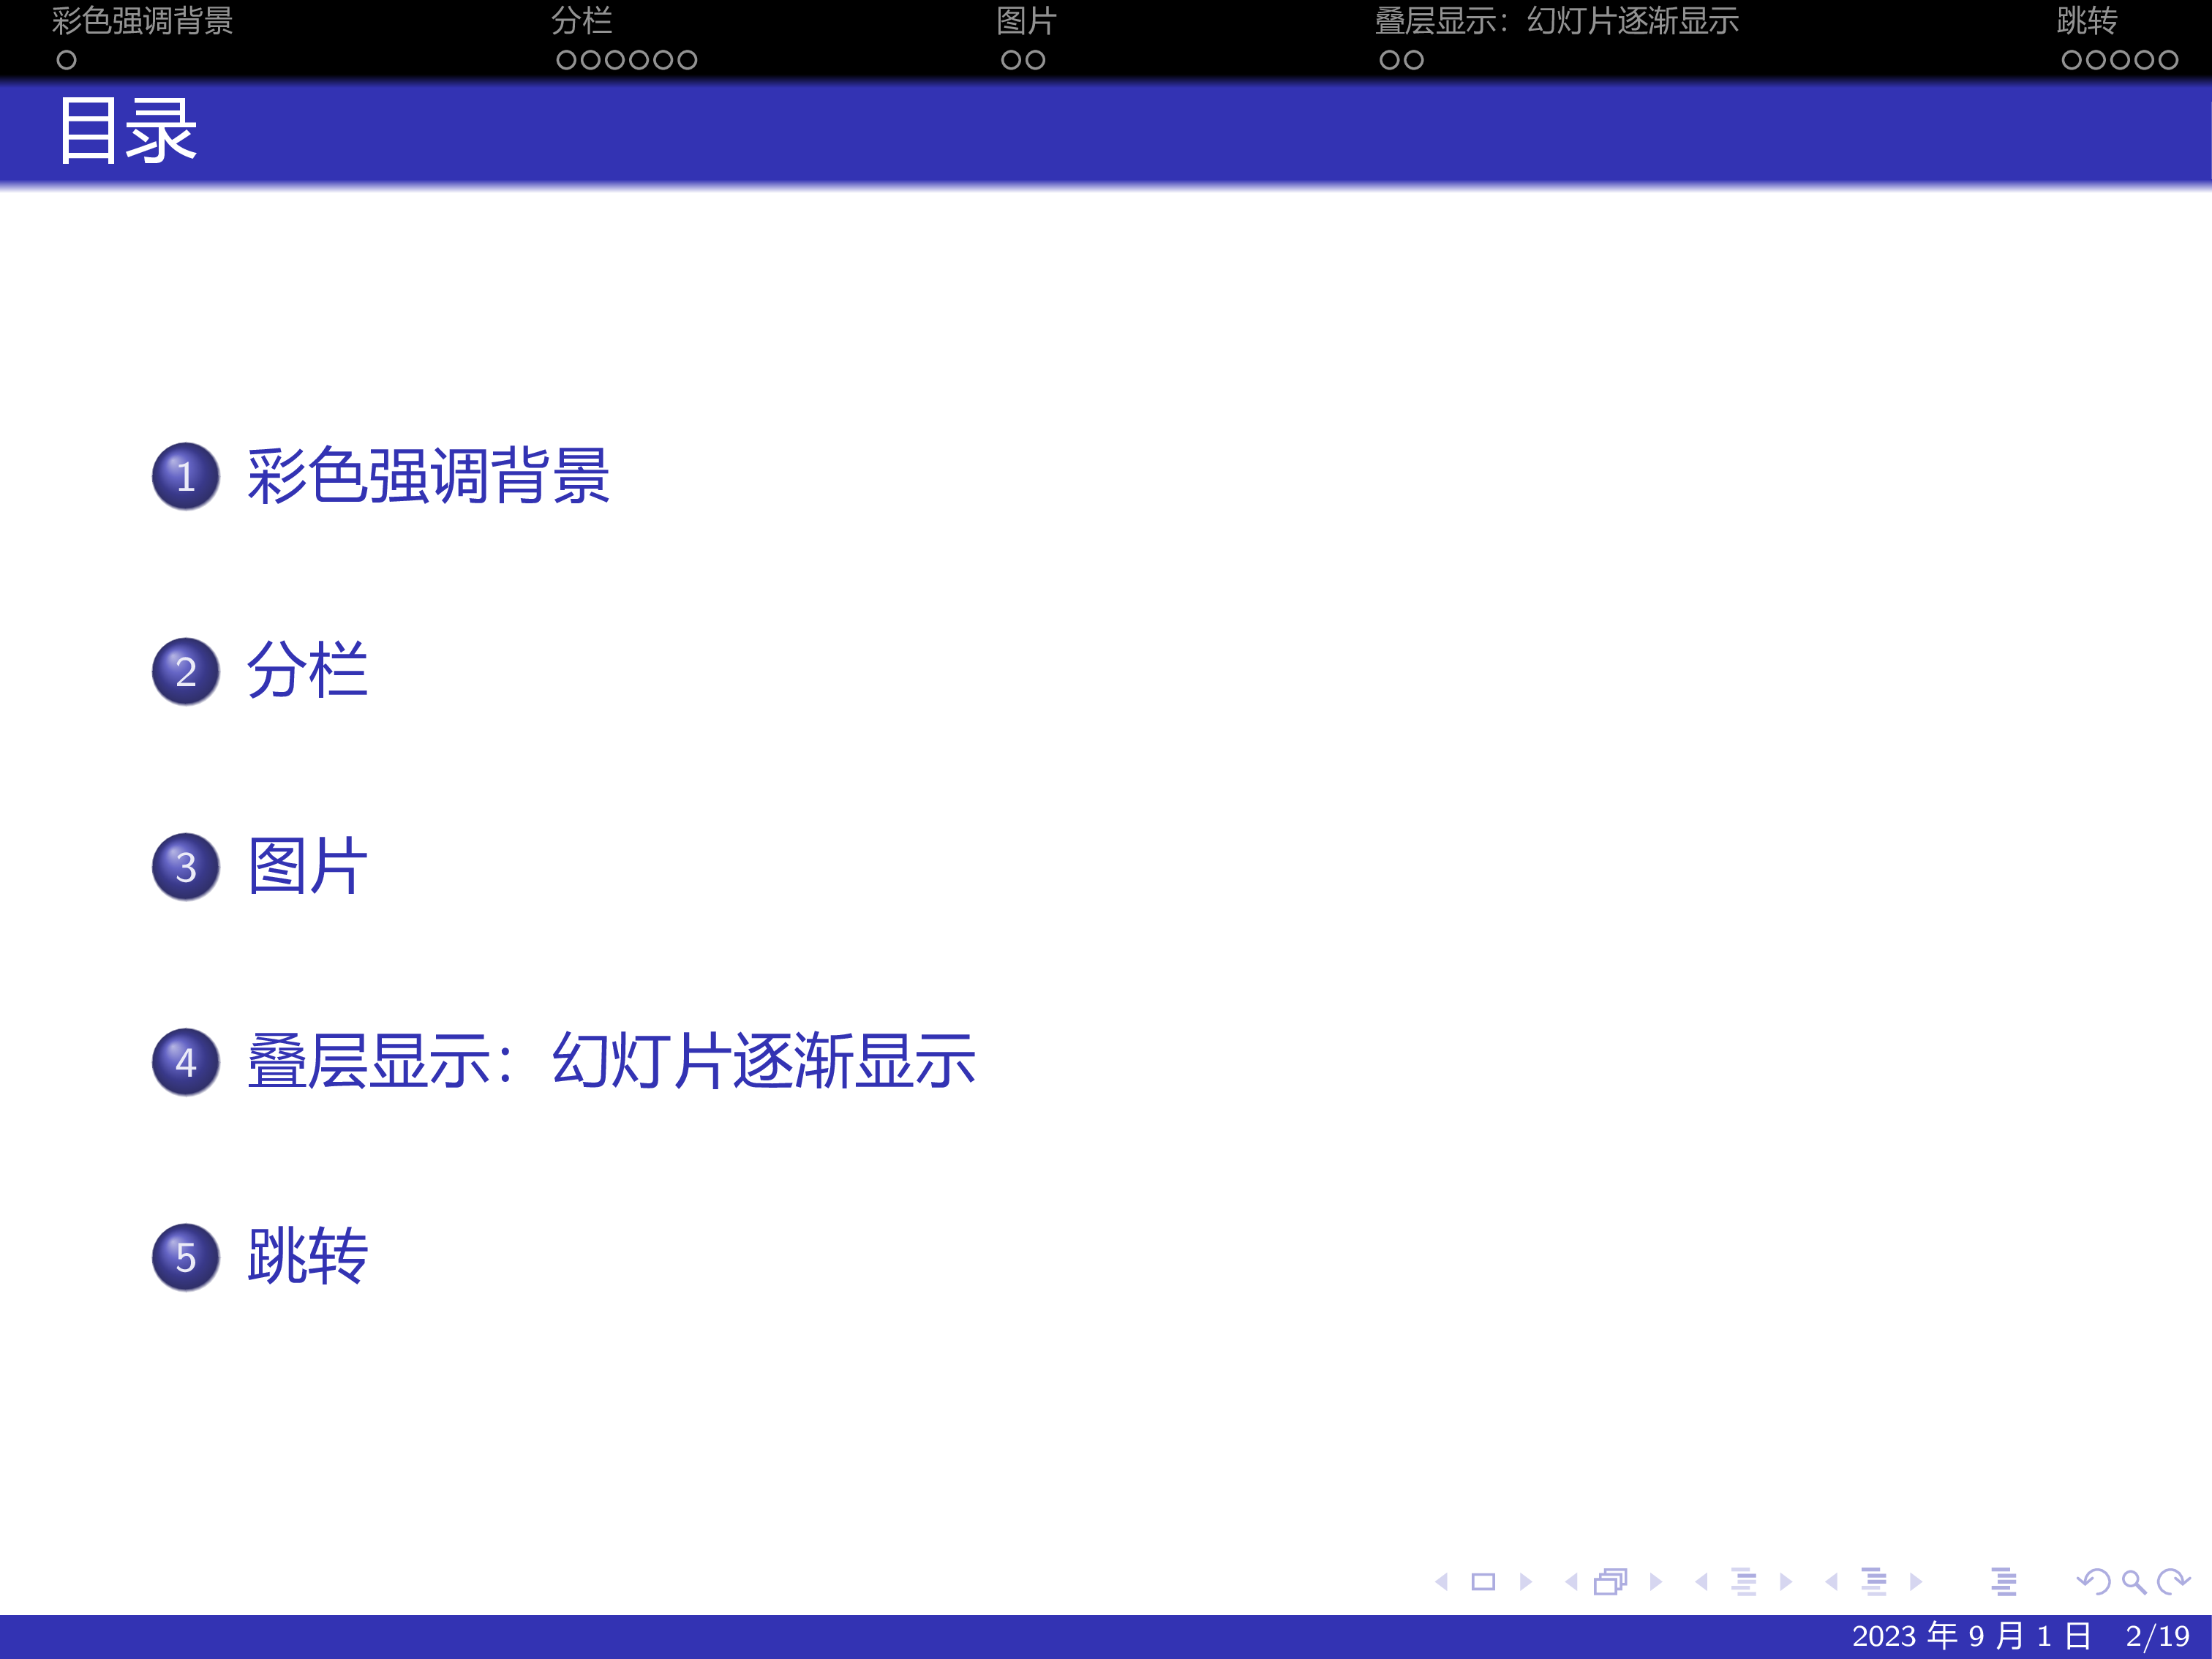 彩色强调背景 分栏 图片 叠层显示：幻灯片逐渐显示 跳转
目录
1 彩色强调背景
2 分栏
3 图片
4 叠层显示：幻灯片逐渐显示
5 跳转
2023 年 9 月 1 日 2/19